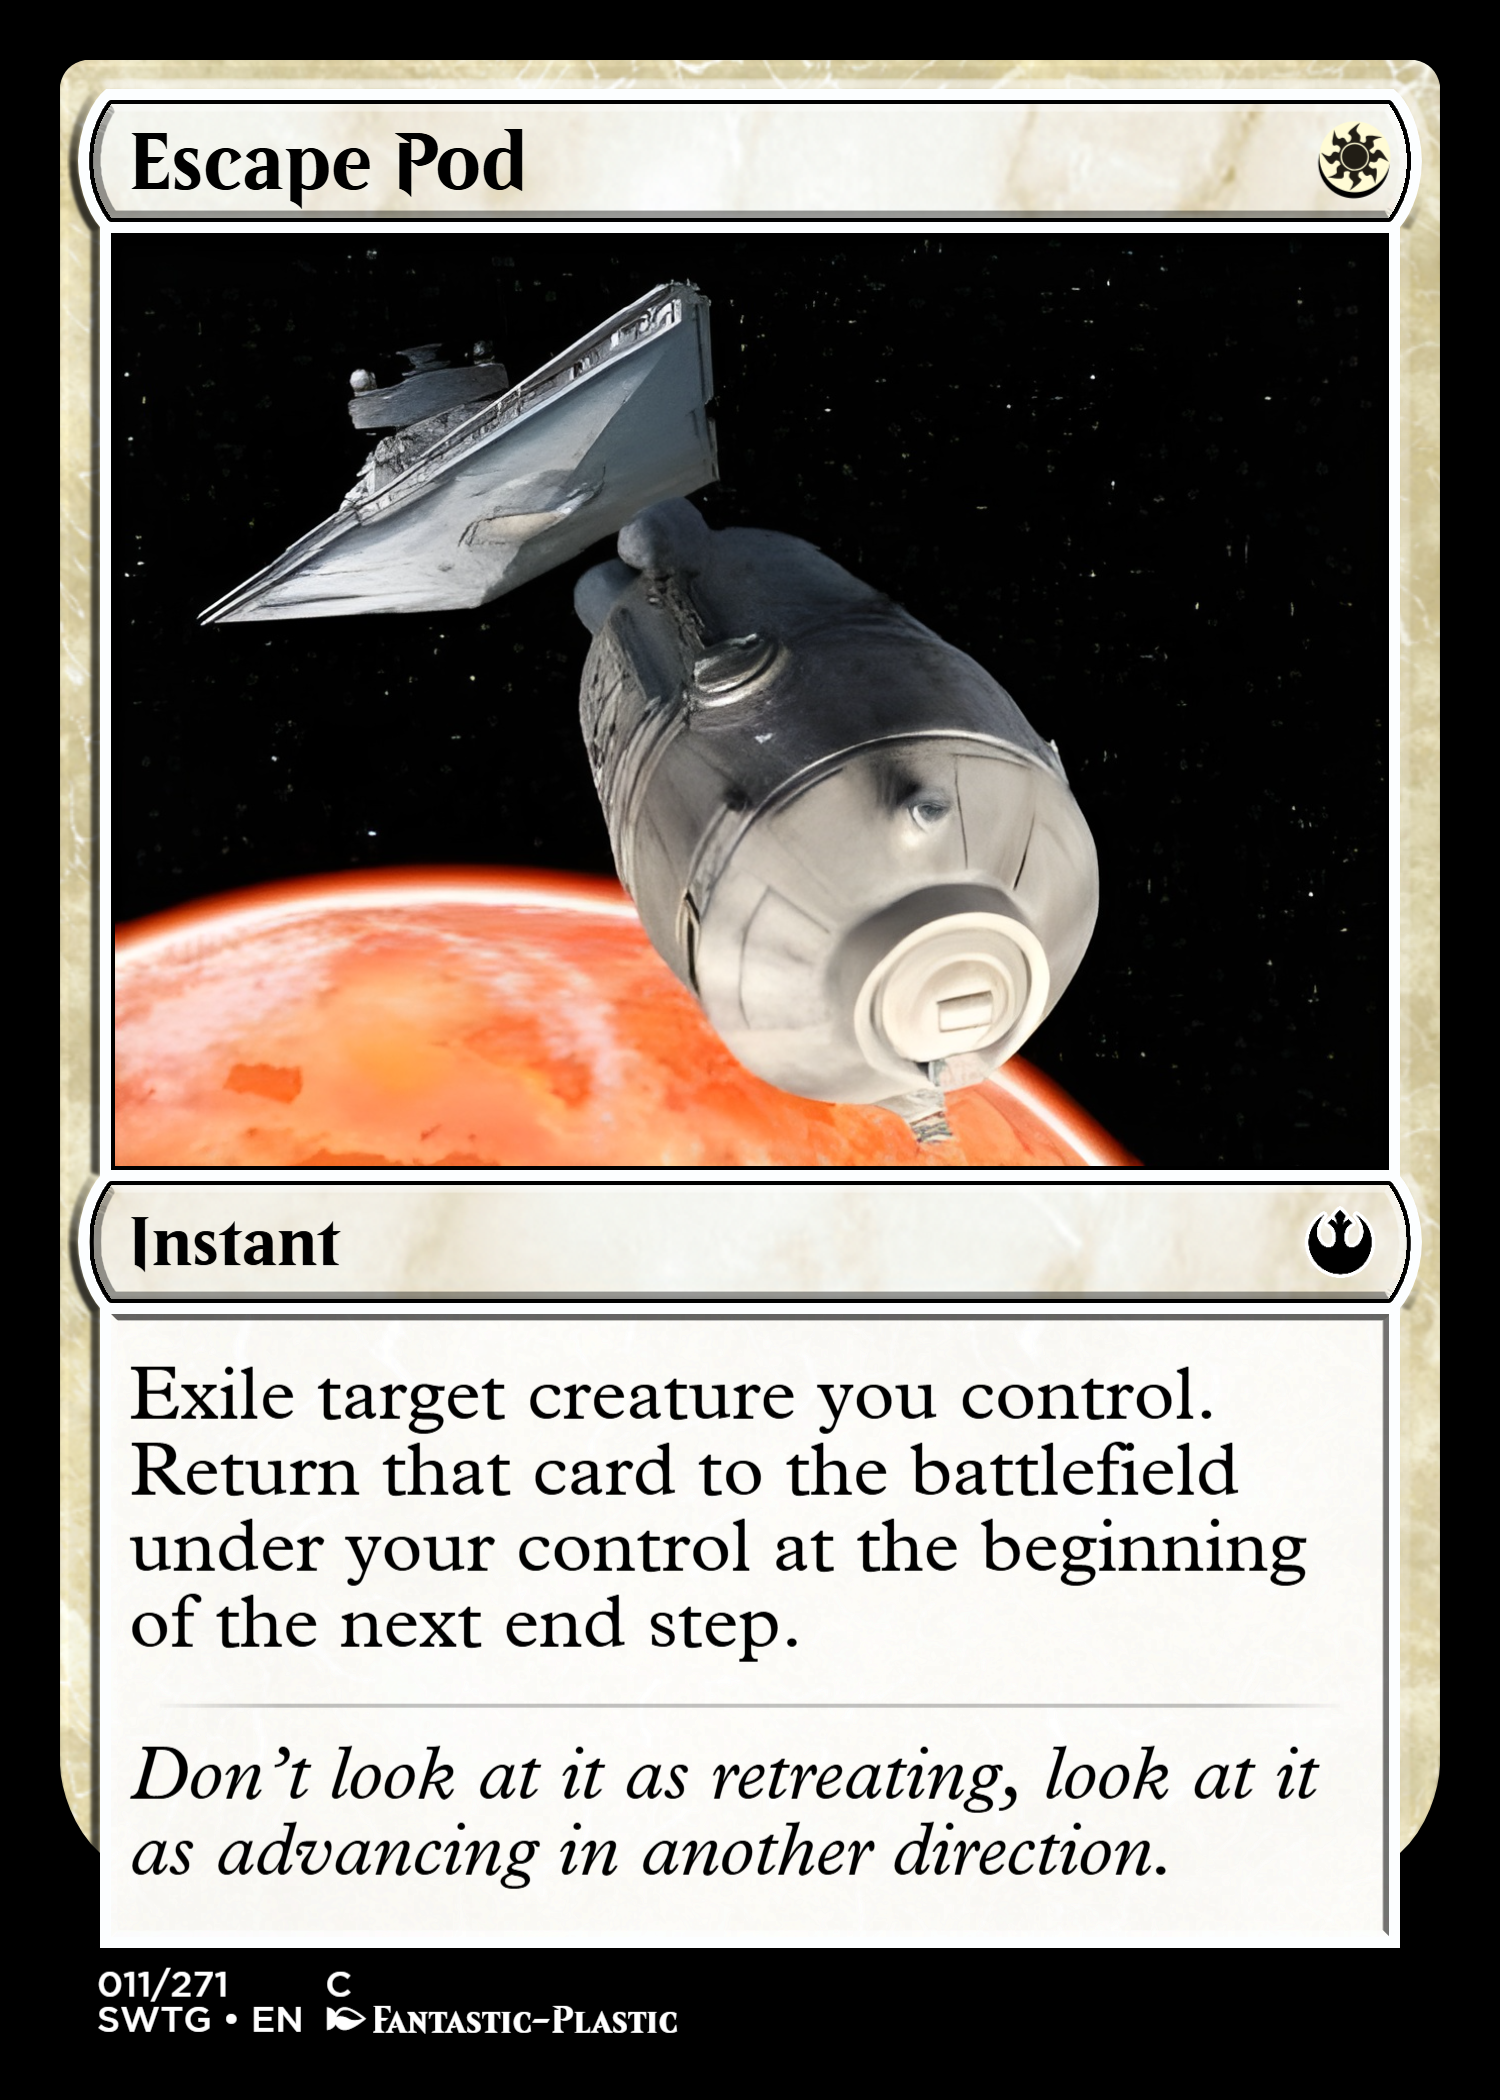 Escape Pod
Instant
Exile target creature you control.
Return that card to the battlefield
under your control at the beginning
of the next end step.
Don't look at it as retreating, look at it
as advancing in another direction.
011/271 C
SWTG • EN Fantastic-Plastic